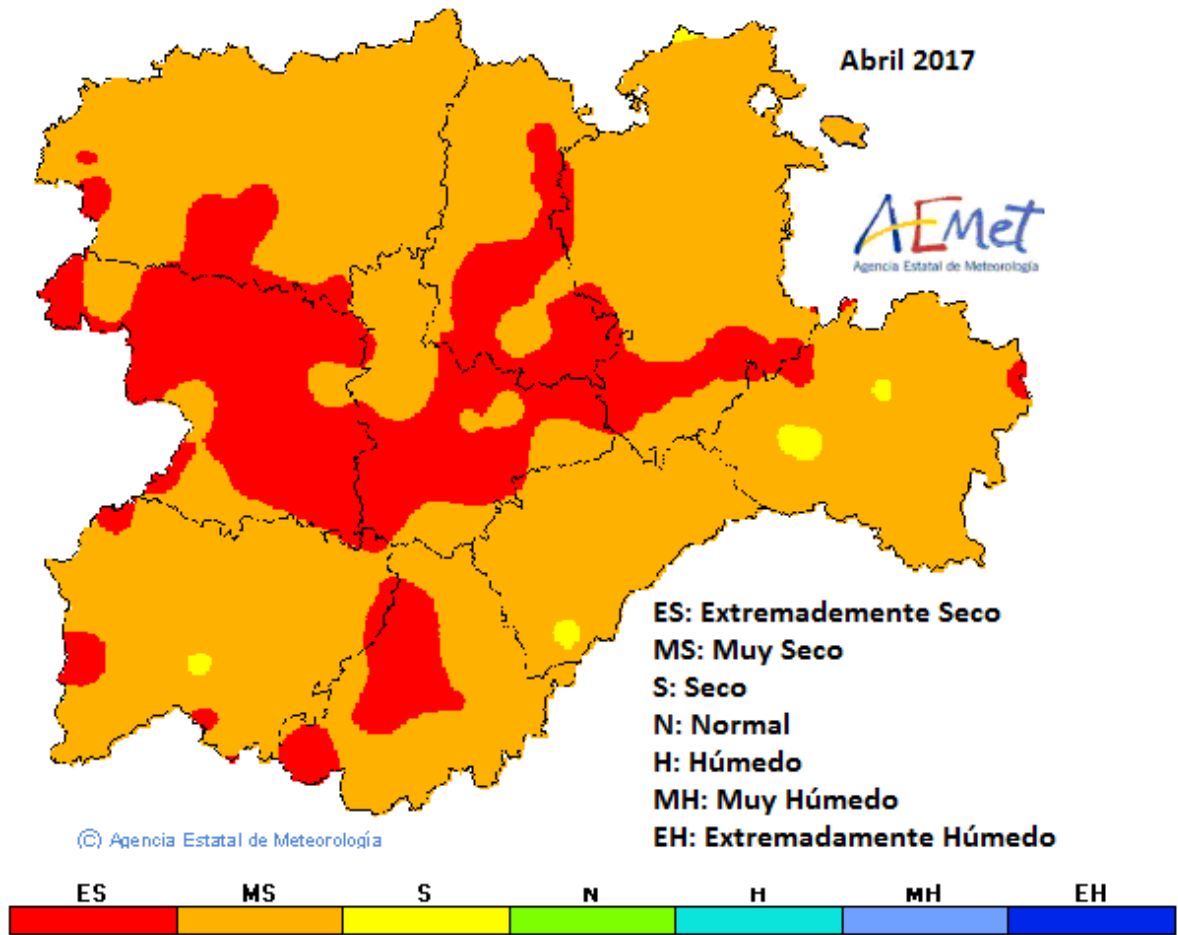 Abril 2017
AEMet
Agencia Estatal de Meteorología
ES: Extremademente Seco
MS: Muy Seco
S: Seco
N: Normal
H: Húmedo
MH: Muy Húmedo
EH: Extremadamente Húmedo
© Agencia Estatal de Meteorología
ES MS S N H MH EH